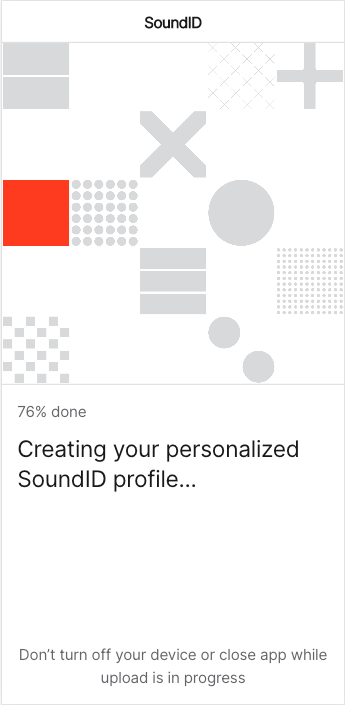 SoundID
76% done
Creating your personalized
SoundID profile...
Don’t turn off your device or close app while
upload is in progress